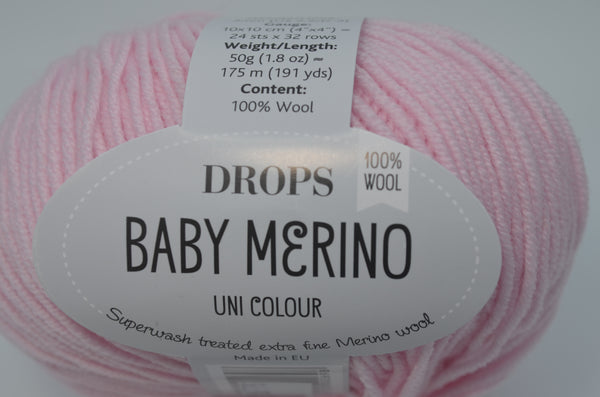 Gauge:
10x10 cm (4"x4") =
24 sts x 32 rows
Weight/Length:
50g (1.8 oz) ≈
175 m (191 yds)
Content:
100% Wool
DROPS
100%
WOOL
BABY MERINO
UNI COLOUR
Superwash treated extra fine Merino wool
Made in EU